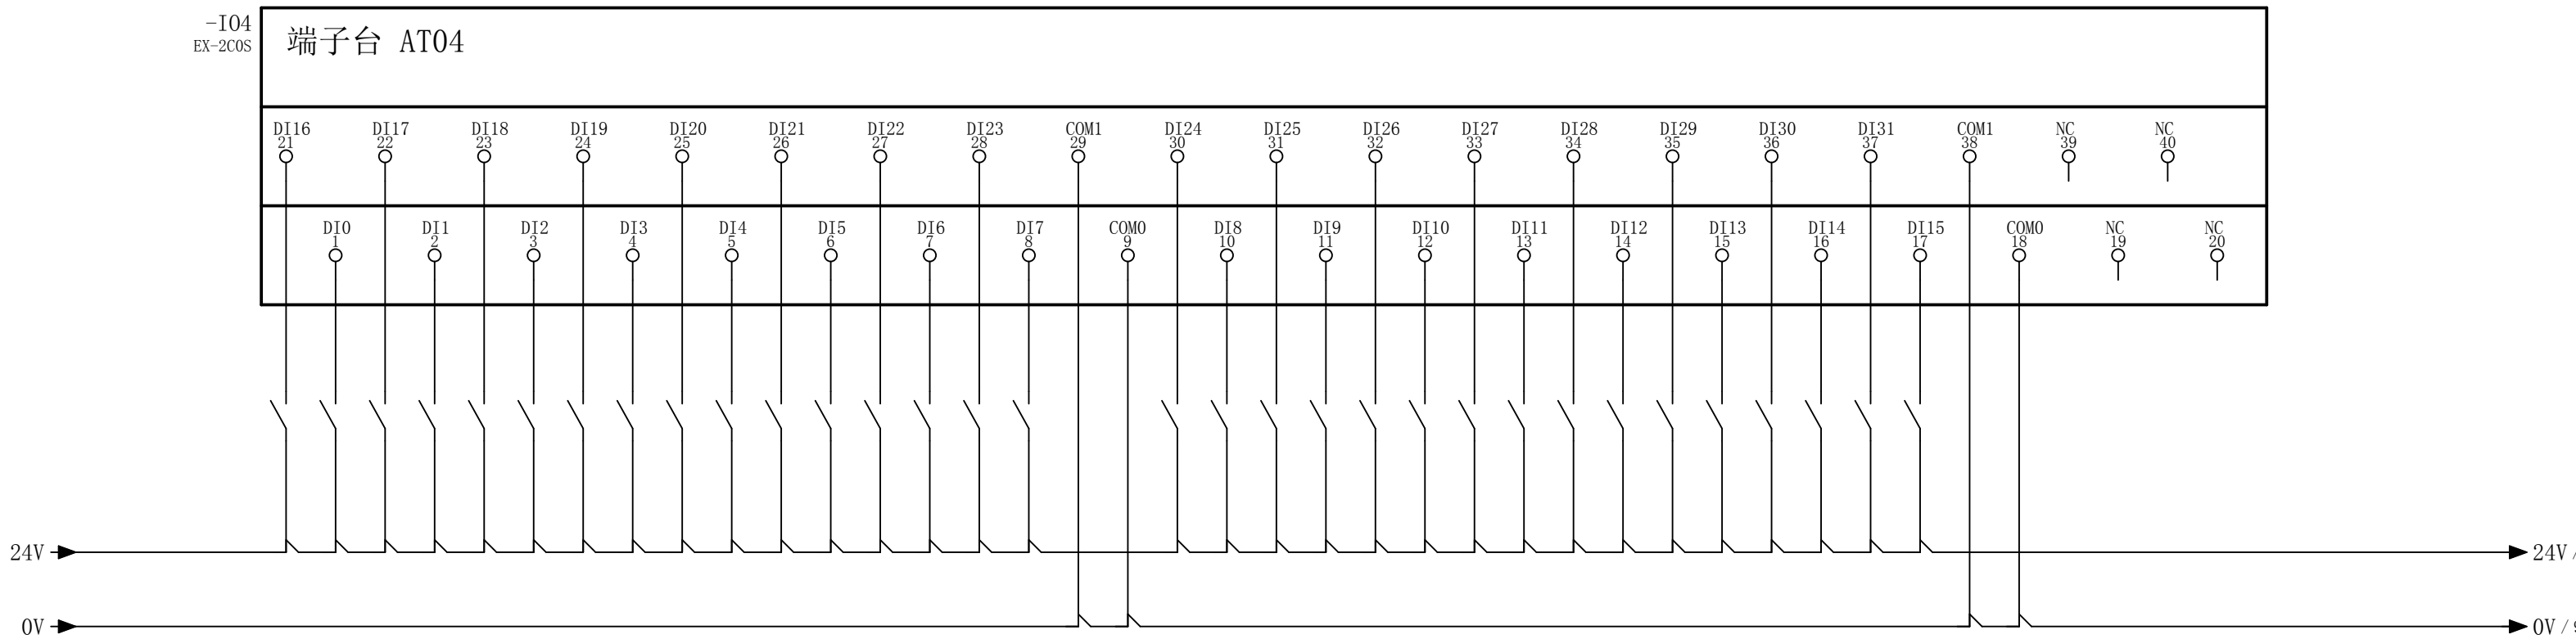 -IO4
EX-2C0S
端子台 AT04
DI16 DI17 DI18 DI19 DI20 DI21 DI22 DI23 COM1 DI24 DI25 DI26 DI27 DI28 DI29 DI30 DI31 COM1 NC NC
21 22 23 24 25 26 27 28 29 30 31 32 33 34 35 36 37 38 39 40
DI0 DI1 DI2 DI3 DI4 DI5 DI6 DI7 COM0 DI8 DI9 DI10 DI11 DI12 DI13 DI14 DI15 COM0 NC NC
1 2 3 4 5 6 7 8 9 10 11 12 13 14 15 16 17 18 19 20
24V 24V /
0V 0V /